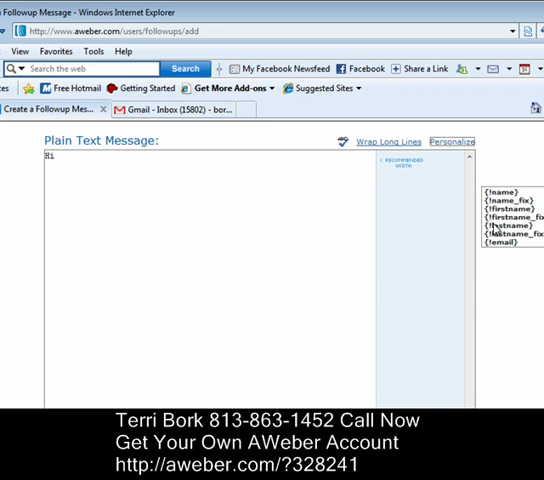 a Followup Message - Windows Internet Explorer
http://www.aweber.com/users/followups/add
View Favorites Tools Help
Search the web Search My Facebook Newsfeed Facebook Share a Link
Free Hotmail Getting Started Get More Add-ons Suggested Sites
Create a Followup Mes... Gmail - Inbox (15802) - bor...
Plain Text Message: ABC Wrap Long Lines Personalize
Hi
RECOMMENDED
WIDTH
{!name}
{!name_fix}
{!firstname}
{!firstname_fix
{!email}
Terri Bork 813-863-1452 Call Now
Get Your Own AWeber Account
http://aweber.com/?328241